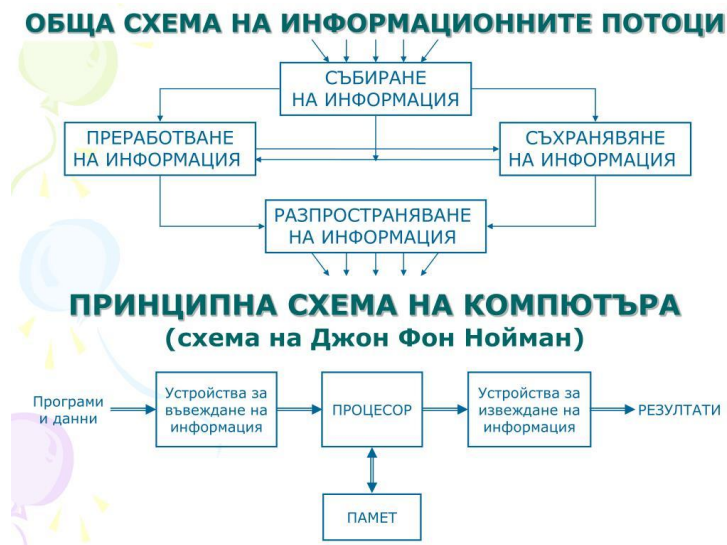 ОБЩА СХЕМА НА ИНФОРМАЦИОННИТЕ ПОТОЦИ
СЪБИРАНЕ
НА ИНФОРМАЦИЯ
ПРЕРАБОТВАНЕ
НА ИНФОРМАЦИЯ
СЪХРАНЯВЯНЕ
НА ИНФОРМАЦИЯ
РАЗПРОСТРАНЯВАНЕ
НА ИНФОРМАЦИЯ
ПРИНЦИПНА СХЕМА НА КОМПЮТЪРА
(схема на Джон Фон Нойман)
Програми
и данни
Устройства за
въвеждане на
информация
ПРОЦЕСОР
Устройства за
извеждане на
информация
РЕЗУЛТАТИ
ПАМЕТ